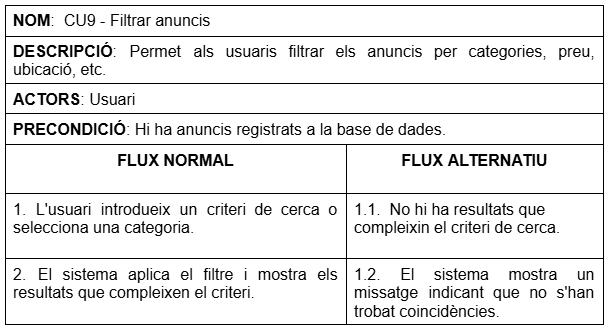 NOM: CU9 - Filtrar anuncis
DESCRIPCIÓ: Permet als usuaris filtrar els anuncis per categories, preu,
ubicació, etc.
ACTORS: Usuari
PRECONDICIÓ: Hi ha anuncis registrats a la base de dades.
FLUX NORMAL
FLUX ALTERNATIU
1. L'usuari introdueix un criteri de cerca o
selecciona una categoria.
1.1. No hi ha resultats que
compleixin el criteri de cerca.
2. El sistema aplica el filtre i mostra els
resultats que compleixen el criteri.
1.2. El sistema mostra un
missatge indicant que no s'han
trobat coincidències.